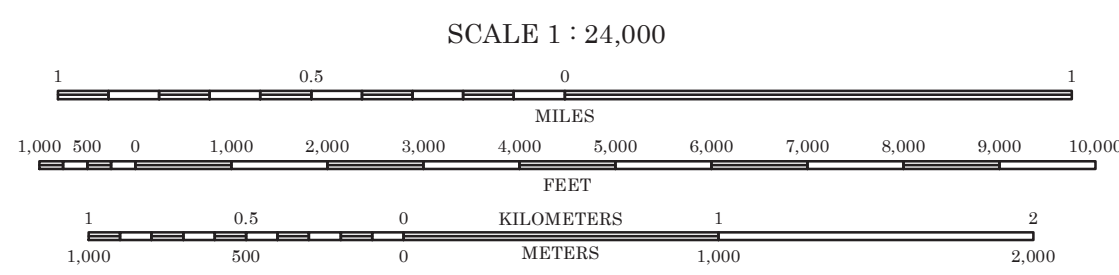 SCALE 1 : 24,000
1 0.5 0 1
MILES
1,000 500 0 1,000 2,000 3,000 4,000 5,000 6,000 7,000 8,000 9,000 10,000
FEET
1 0.5 0 KILOMETERS 1 2
1,000 500 0 METERS 1,000 2,000